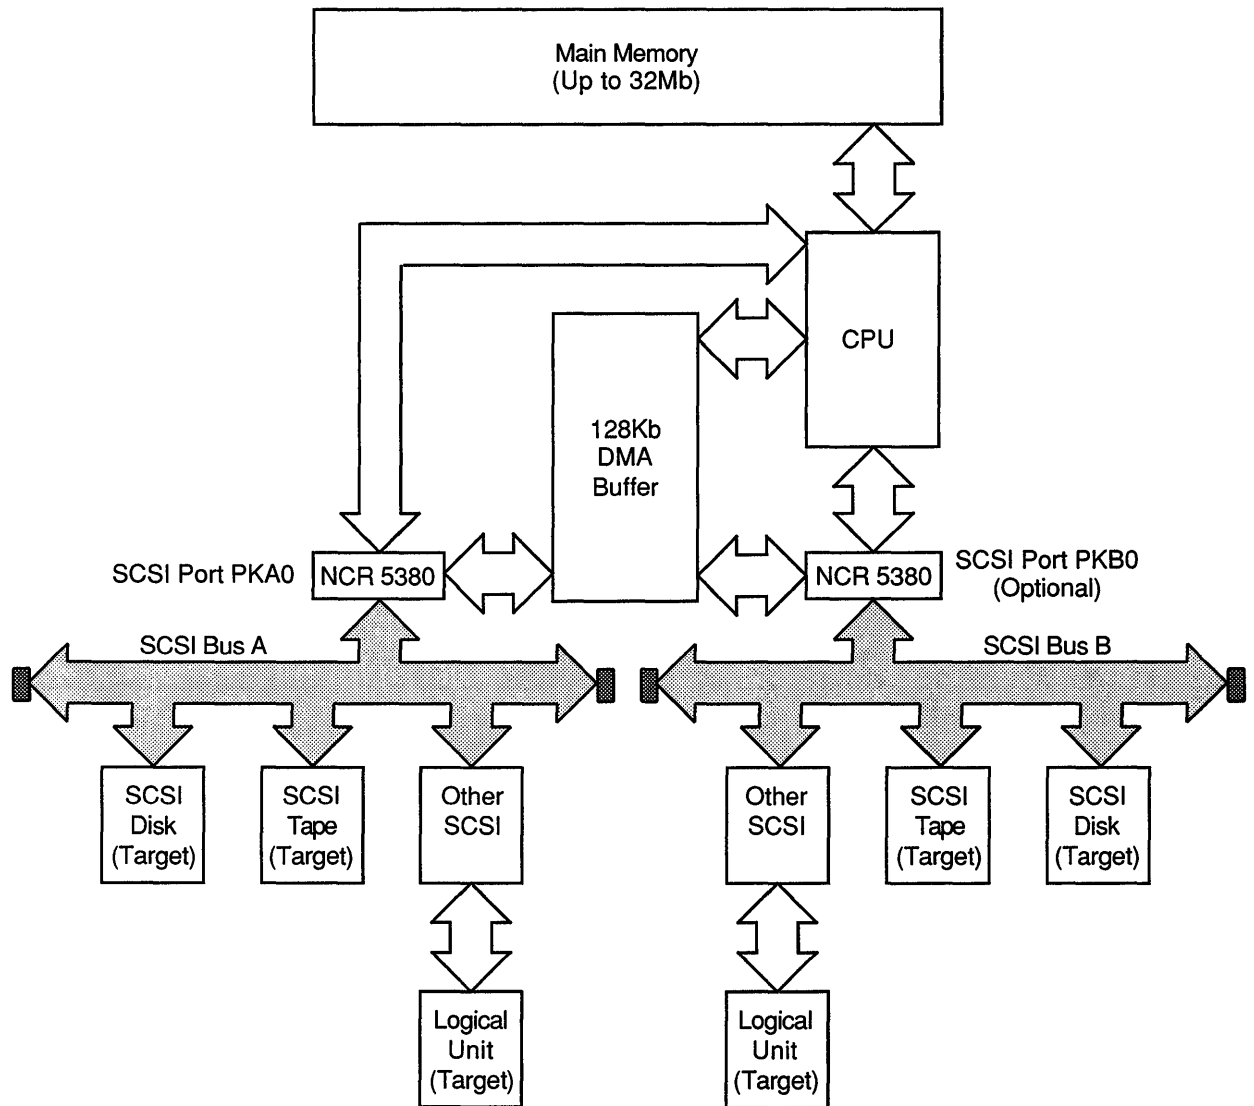 Main Memory
(Up to 32Mb)
CPU
128Kb
DMA
Buffer
SCSI Port PKA0
NCR 5380
NCR 5380
SCSI Port PKB0
(Optional)
SCSI Bus A
SCSI Bus B
SCSI
Disk
(Target)
SCSI
Tape
(Target)
Other
SCSI
Other
SCSI
SCSI
Tape
(Target)
SCSI
Disk
(Target)
Logical
Unit
(Target)
Logical
Unit
(Target)